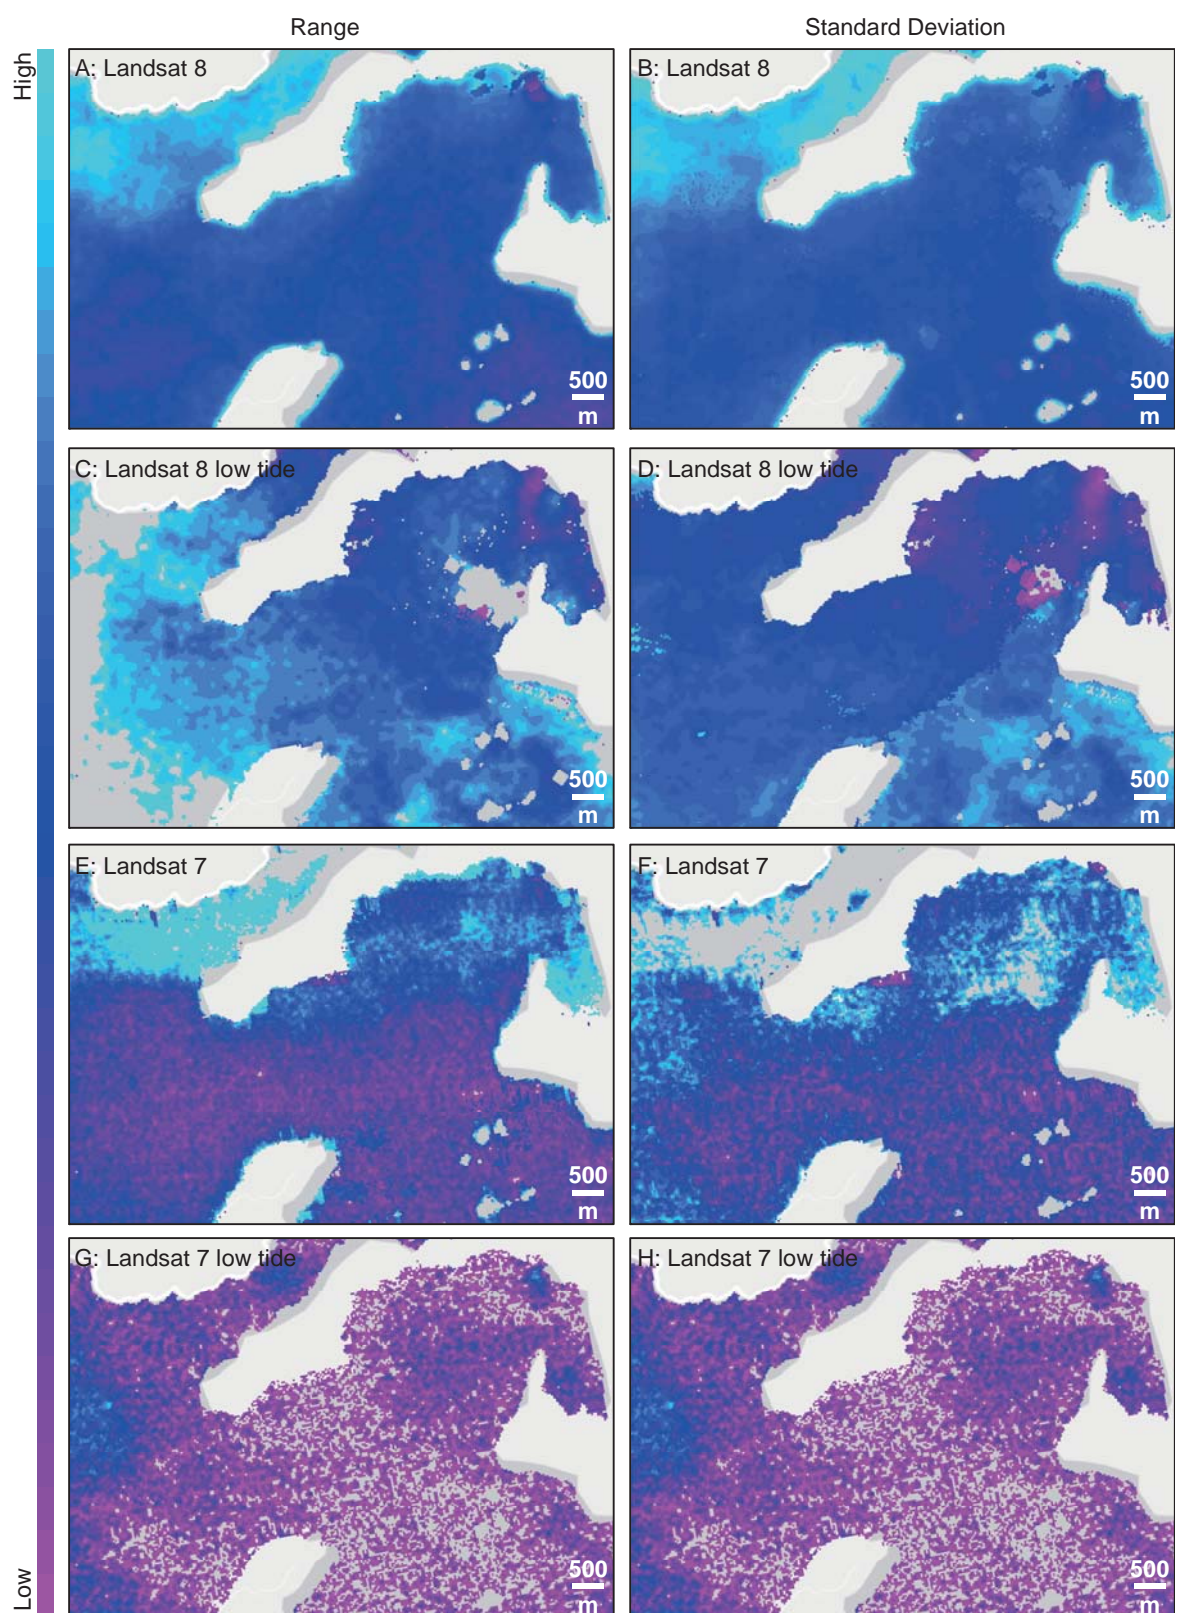 Range
Standard Deviation
High
A: Landsat 8
B: Landsat 8
500
m
500
m
C: Landsat 8 low tide
D: Landsat 8 low tide
500
m
500
m
E: Landsat 7
F: Landsat 7
500
m
500
m
G: Landsat 7 low tide
H: Landsat 7 low tide
500
m
500
m
Low